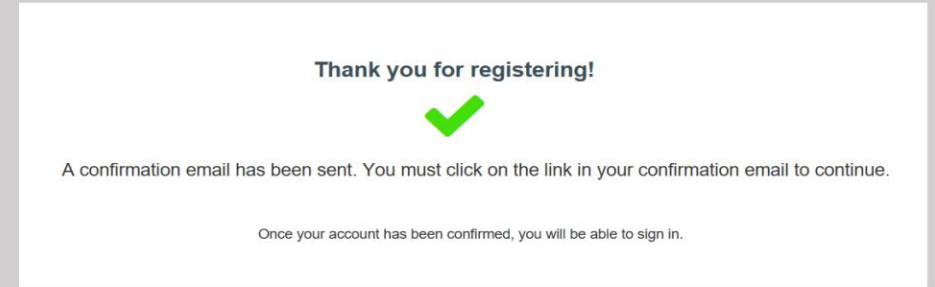 Thank you for registering!
A confirmation email has been sent. You must click on the link in your confirmation email to continue.
Once your account has been confirmed, you will be able to sign in.